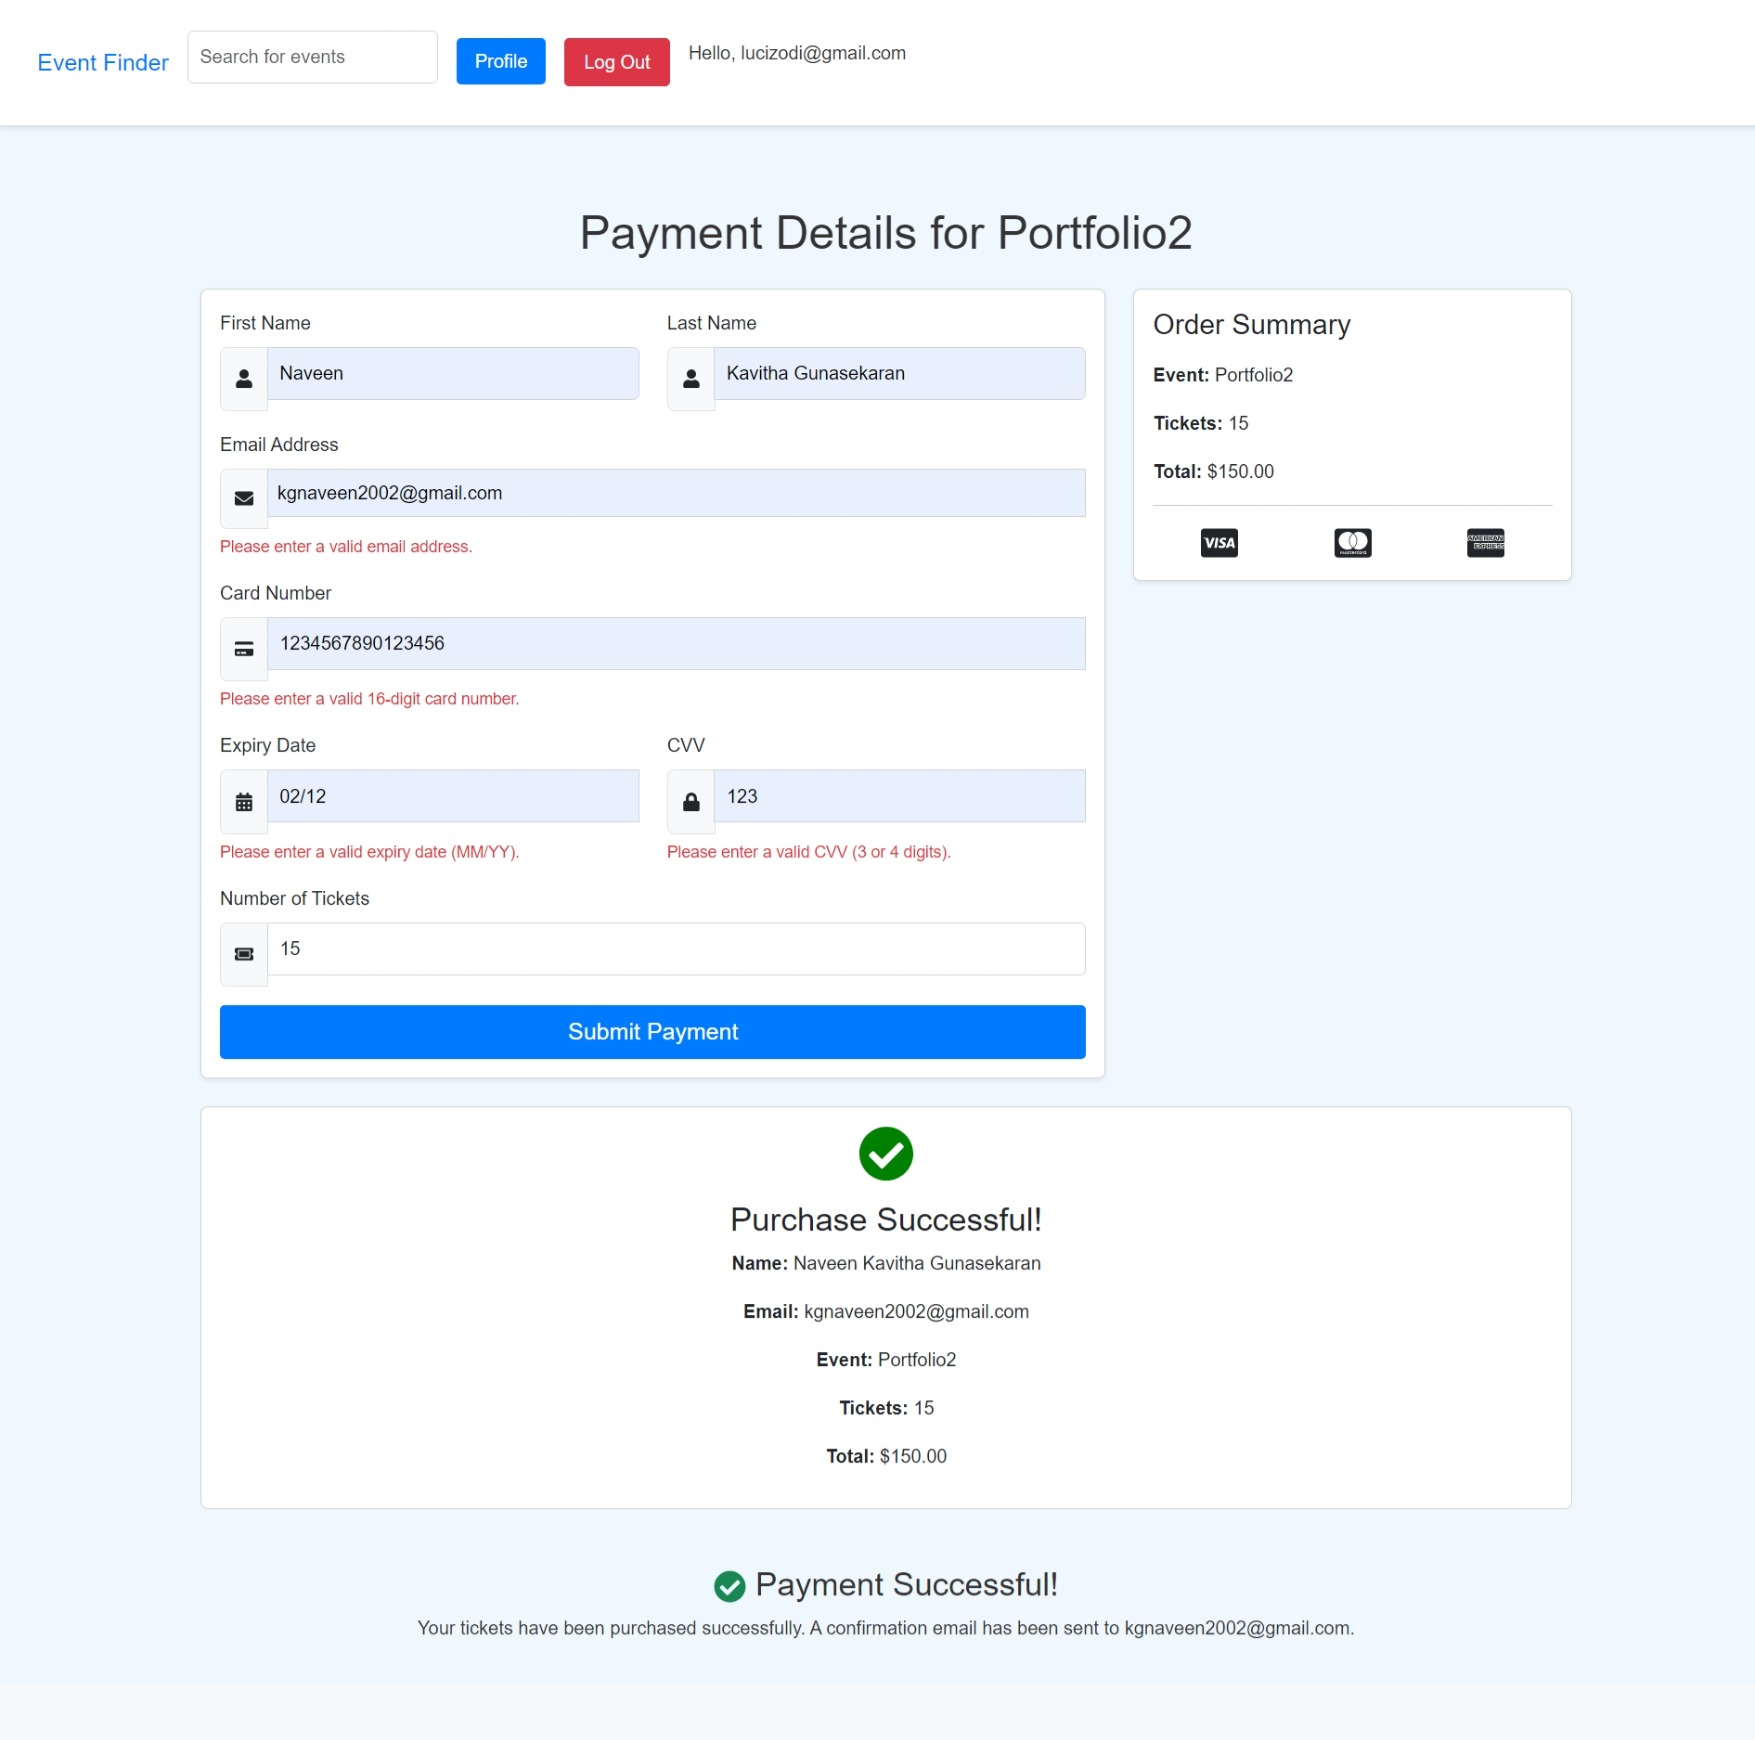 Event Finder
Search for events
Profile
Log Out
Hello, lucizodi@gmail.com
Payment Details for Portfolio2
First Name
Last Name
Naveen
Kavitha Gunasekaran
Email Address
kgnaveen2002@gmail.com
Please enter a valid email address.
Card Number
1234567890123456
Please enter a valid 16-digit card number.
Expiry Date
CVV
02/12
123
Please enter a valid expiry date (MM/YY).
Please enter a valid CVV (3 or 4 digits).
Number of Tickets
15
Submit Payment
Order Summary
Event: Portfolio2
Tickets: 15
Total: $150.00
VISA
mastercard
AMERICAN
EXPRESS
Purchase Successful!
Name: Naveen Kavitha Gunasekaran
Email: kgnaveen2002@gmail.com
Event: Portfolio2
Tickets: 15
Total: $150.00
Payment Successful!
Your tickets have been purchased successfully. A confirmation email has been sent to kgnaveen2002@gmail.com.